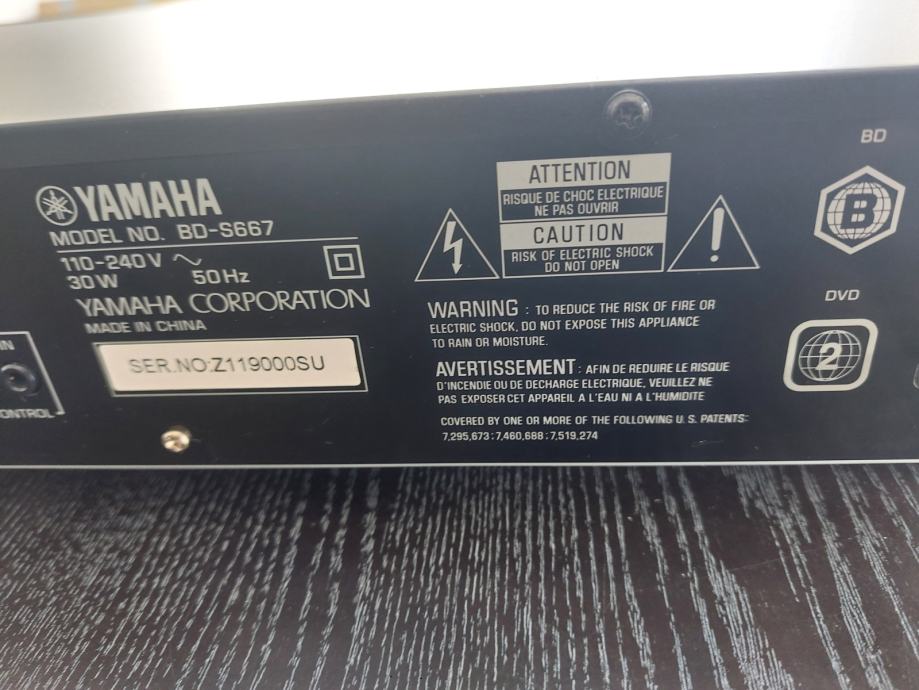 YAMAHA
MODEL NO. BD-S667
110-240V ~
30W 50Hz
YAMAHA CORPORATION
MADE IN CHINA
SER.NO:Z119000SU
IN
CONTROL
ATTENTION
RISQUE DE CHOC ELECTRIQUE
NE PAS OUVRIR
CAUTION
RISK OF ELECTRIC SHOCK
DO NOT OPEN
WARNING : TO REDUCE THE RISK OF FIRE OR
ELECTRIC SHOCK, DO NOT EXPOSE THIS APPLIANCE
TO RAIN OR MOISTURE.
AVERTISSEMENT : AFIN DE REDUIRE LE RISQUE
D'INCENDIE OU DE DECHARGE ELECTRIQUE, VEUILLEZ NE
PAS EXPOSER CET APPAREIL A L'EAU NI A L'HUMIDITE
COVERED BY ONE OR MORE OF THE FOLLOWING U. S. PATENTS:
7,295,673 ; 7,460,688 ; 7,519,274
BD
B
DVD
2